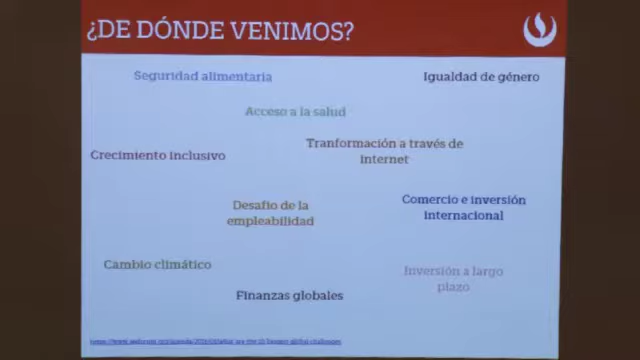 ¿DE DÓNDE VENIMOS?
Seguridad alimentaria
Igualdad de género
Acceso a la salud
Tranformación a través de
internet
Crecimiento inclusivo
Desafío de la
empleabilidad
Comercio e inversión
internacional
Cambio climático
Inversión a largo
plazo
Finanzas globales